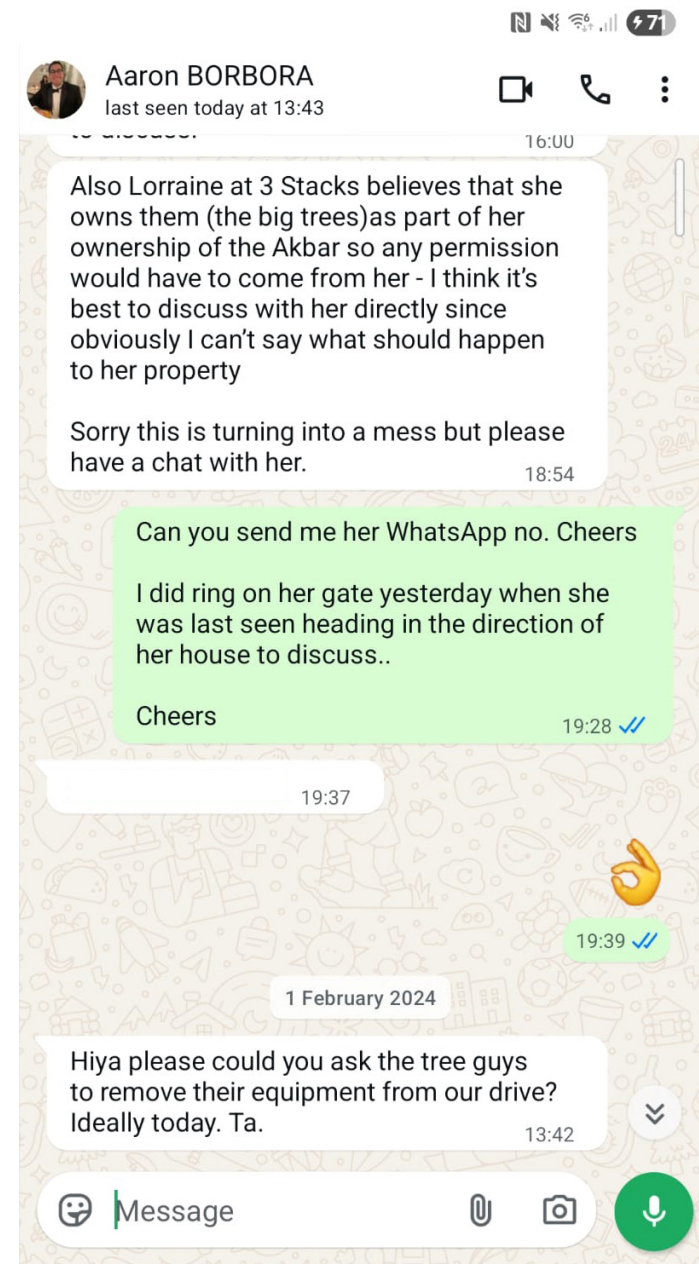 71
Aaron BORBORA
last seen today at 13:43
16:00
Also Lorraine at 3 Stacks believes that she
owns them (the big trees)as part of her
ownership of the Akbar so any permission
would have to come from her - I think it's
best to discuss with her directly since
obviously I can't say what should happen
to her property
Sorry this is turning into a mess but please
have a chat with her.
18:54
Can you send me her WhatsApp no. Cheers
I did ring on her gate yesterday when she
was last seen heading in the direction of
her house to discuss..
Cheers
19:28
19:37
19:39
1 February 2024
Hiya please could you ask the tree guys
to remove their equipment from our drive?
Ideally today. Ta.
13:42
Message